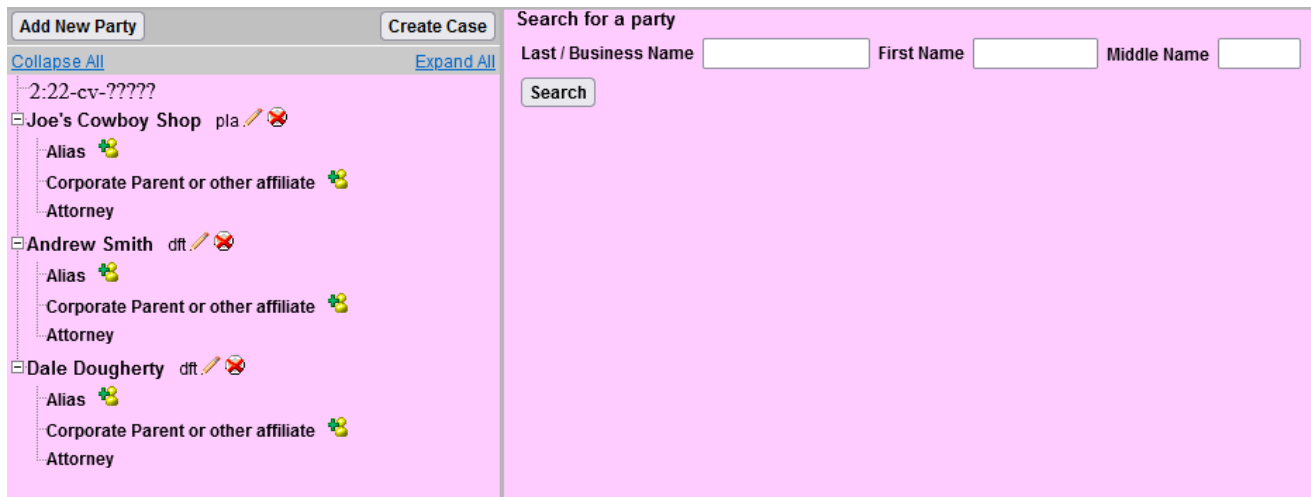 Add New Party Create Case
Collapse All Expand All
2:22-cv-?????
Joe's Cowboy Shop pla
Alias
Corporate Parent or other affiliate
Attorney
Andrew Smith dft
Alias
Corporate Parent or other affiliate
Attorney
Dale Dougherty dft
Alias
Corporate Parent or other affiliate
Attorney
Search for a party
Last / Business Name First Name Middle Name
Search